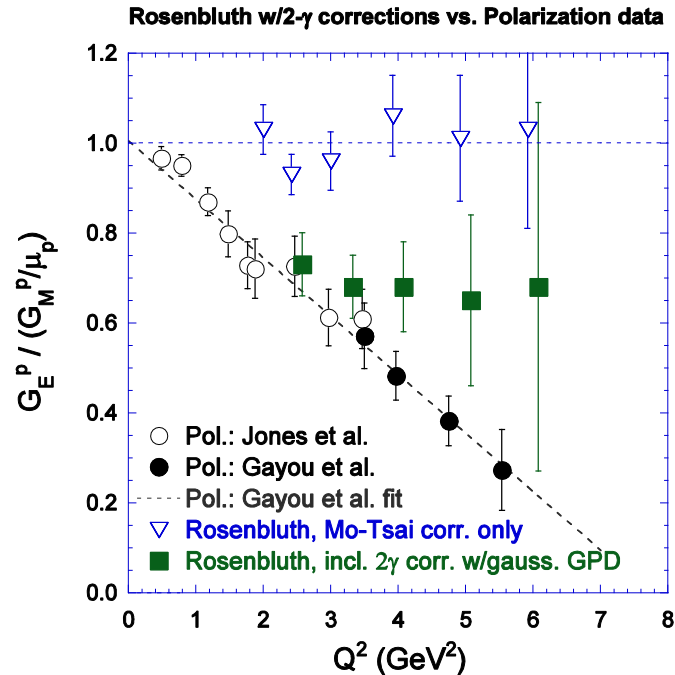 Rosenbluth w/2-γ corrections vs. Polarization data
1.2
1.0
0.8
0.6
0.4
0.2
0.0
G_E^p / (G_M^p/μ_p)
Pol.: Jones et al.
Pol.: Gayou et al.
Pol.: Gayou et al. fit
Rosenbluth, Mo-Tsai corr. only
Rosenbluth, incl. 2γ corr. w/gauss. GPD
0 1 2 3 4 5 6 7 8
Q² (GeV²)